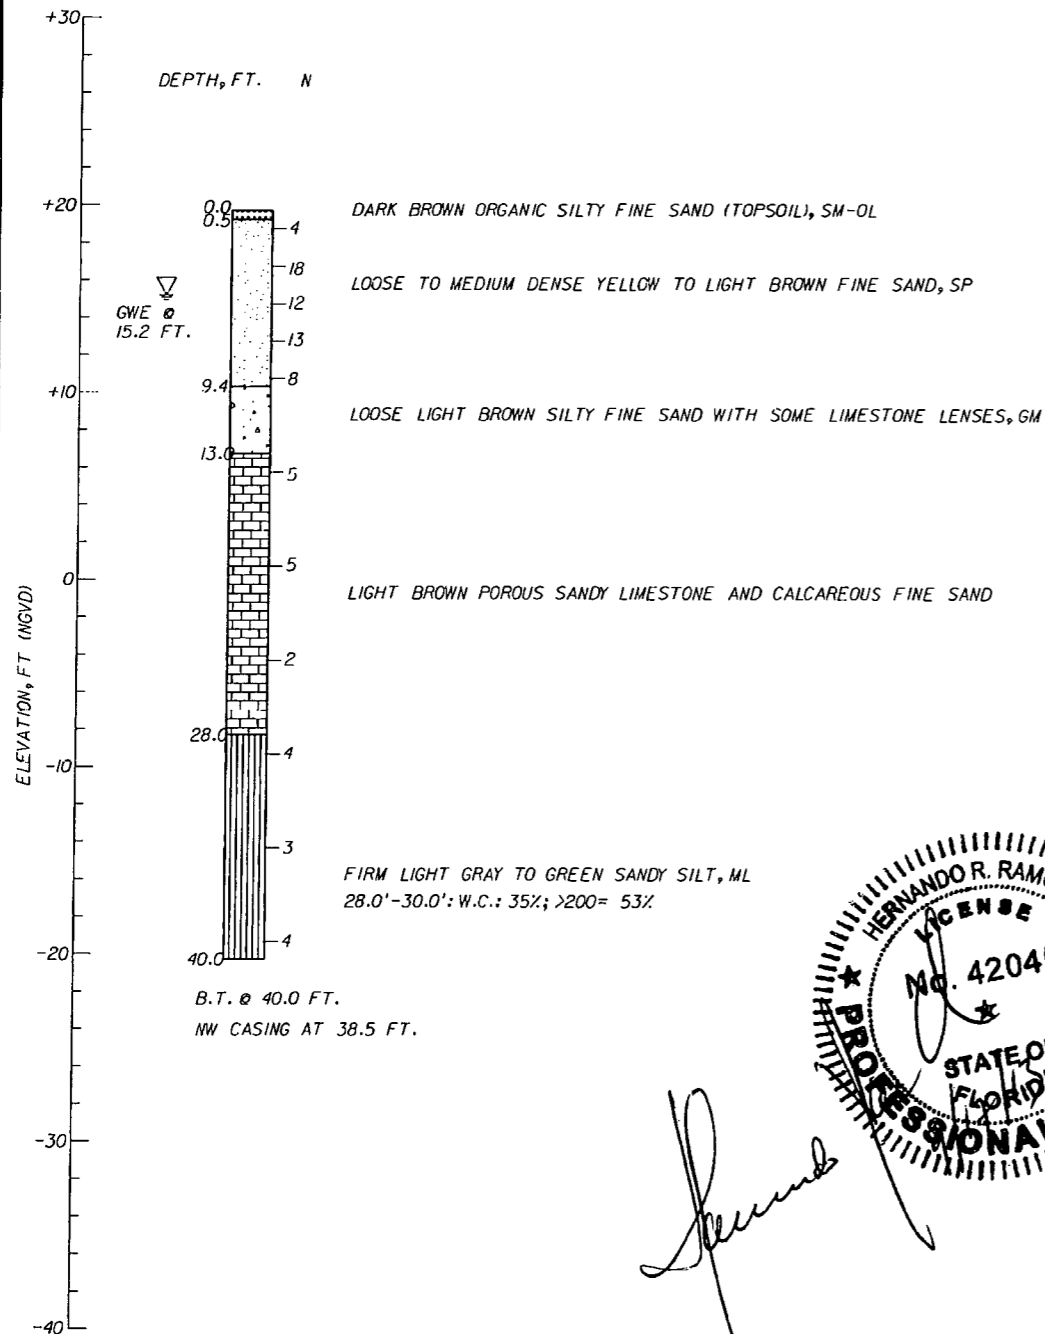 +30
DEPTH, FT. N
+20
0.0
0.5
4
DARK BROWN ORGANIC SILTY FINE SAND (TOPSOIL), SM-OL
18
LOOSE TO MEDIUM DENSE YELLOW TO LIGHT BROWN FINE SAND, SP
GWE @
15.2 FT.
12
13
8
9.4
+10
LOOSE LIGHT BROWN SILTY FINE SAND WITH SOME LIMESTONE LENSES, GM
13.0
5
5
0
LIGHT BROWN POROUS SANDY LIMESTONE AND CALCAREOUS FINE SAND
ELEVATION, FT (NGVD)
2
28.0
4
-10
3
FIRM LIGHT GRAY TO GREEN SANDY SILT, ML
28.0'-30.0': W.C.: 35%; >200= 53%
4
-20
40.0
B.T. @ 40.0 FT.
NW CASING AT 38.5 FT.
-30
-40
HERNANDO R. RAM
LICENSE
No. 4204
STATE O
FLORID
PROFESSIONA